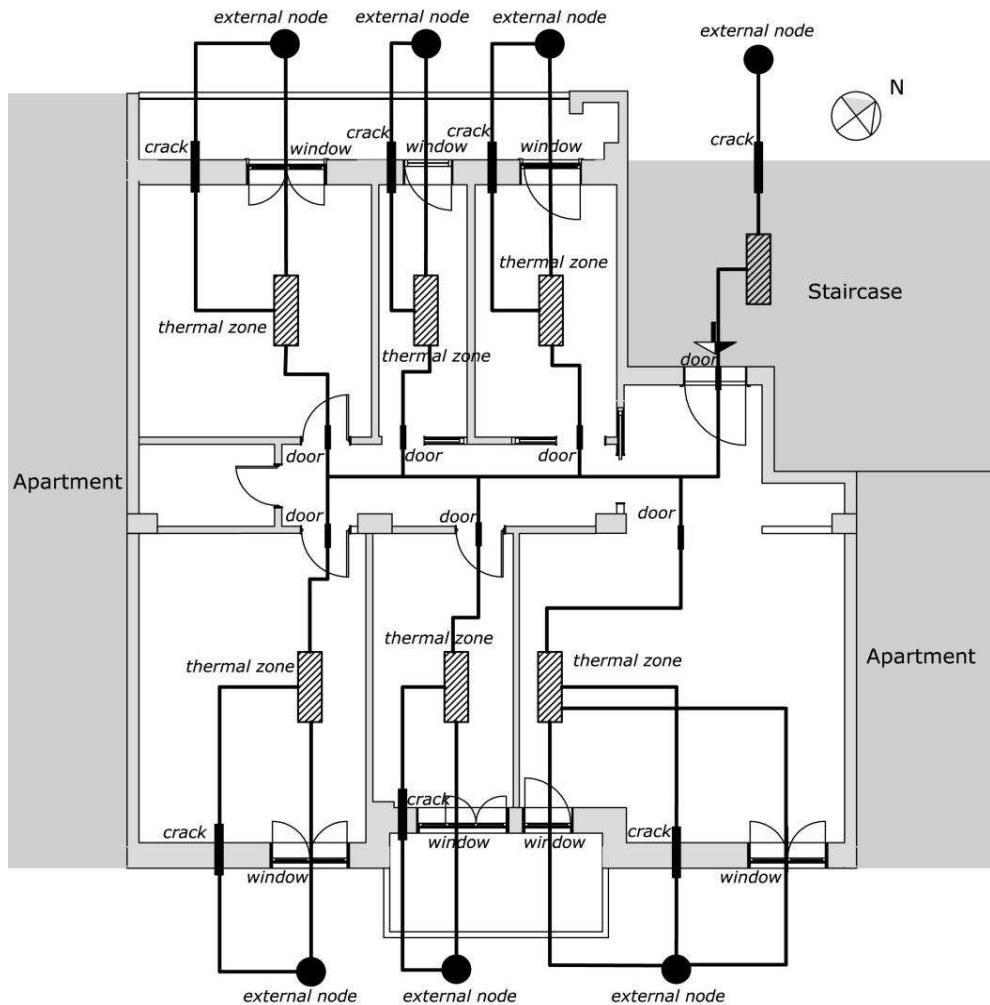 external node
external node
external node
external node
N
crack
window
crack
window
crack
window
crack
thermal zone
thermal zone
thermal zone
Staircase
door
door
door
door
Apartment
door
door
door
thermal zone
thermal zone
thermal zone
Apartment
crack
window
crack
window
window
crack
window
external node
external node
external node